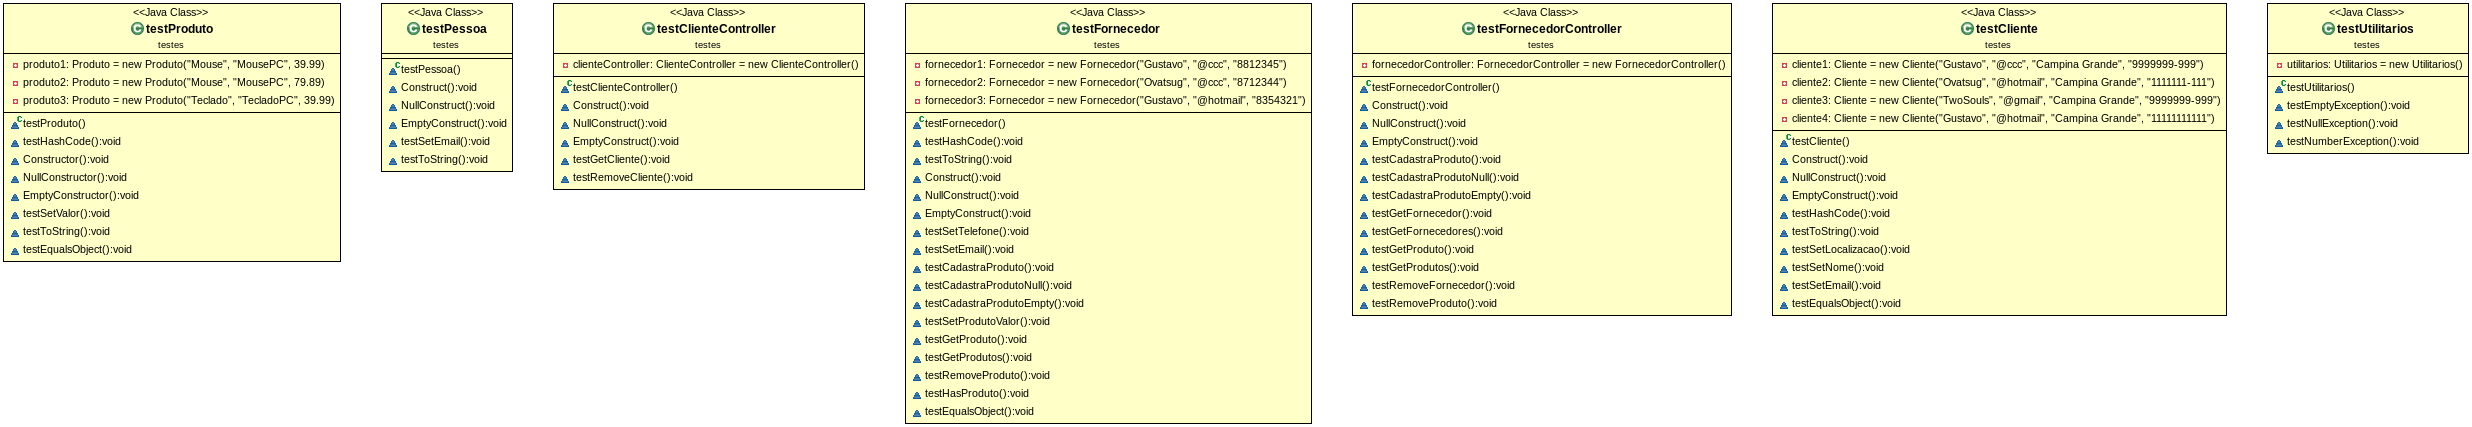 <<Java Class>>
testProduto
testes
produto1: Produto = new Produto("Mouse", "MousePC", 39.99)
produto2: Produto = new Produto("Mouse", "MousePC", 79.89)
produto3: Produto = new Produto("Teclado", "TecladoPC", 39.99)
testProduto()
testHashCode():void
Constructor():void
NullConstructor():void
EmptyConstructor():void
testSetValor():void
testToString():void
testEqualsObject():void
<<Java Class>>
testPessoa
testes
testPessoa()
Construct():void
NullConstruct():void
EmptyConstruct():void
testSetEmail():void
testToString():void
<<Java Class>>
testClienteController
testes
clienteController: ClienteController = new ClienteController()
testClienteController()
Construct():void
NullConstruct():void
EmptyConstruct():void
testGetCliente():void
testRemoveCliente():void
<<Java Class>>
testFornecedor
testes
fornecedor1: Fornecedor = new Fornecedor("Gustavo", "@ccc", "8812345")
fornecedor2: Fornecedor = new Fornecedor("Ovatsug", "@ccc", "8712344")
fornecedor3: Fornecedor = new Fornecedor("Gustavo", "@hotmail", "8354321")
testFornecedor()
testHashCode():void
testToString():void
Construct():void
NullConstruct():void
EmptyConstruct():void
testSetTelefone():void
testSetEmail():void
testCadastraProduto():void
testCadastraProdutoNull():void
testCadastraProdutoEmpty():void
testSetProdutoValor():void
testGetProduto():void
testGetProdutos():void
testRemoveProduto():void
testHasProduto():void
testEqualsObject():void
<<Java Class>>
testFornecedorController
testes
fornecedorController: FornecedorController = new FornecedorController()
testFornecedorController()
Construct():void
NullConstruct():void
EmptyConstruct():void
testCadastraProduto():void
testCadastraProdutoNull():void
testCadastraProdutoEmpty():void
testGetFornecedor():void
testGetFornecedores():void
testGetProduto():void
testGetProdutos():void
testRemoveFornecedor():void
testRemoveProduto():void
<<Java Class>>
testCliente
testes
cliente1: Cliente = new Cliente("Gustavo", "@ccc", "Campina Grande", "9999999-999")
cliente2: Cliente = new Cliente("Ovatsug", "@hotmail", "Campina Grande", "1111111-111")
cliente3: Cliente = new Cliente("TwoSouls", "@gmail", "Campina Grande", "9999999-999")
cliente4: Cliente = new Cliente("Gustavo", "@hotmail", "Campina Grande", "11111111111")
testCliente()
Construct():void
NullConstruct():void
EmptyConstruct():void
testHashCode():void
testToString():void
testSetLocalizacao():void
testSetNome():void
testSetEmail():void
testEqualsObject():void
<<Java Class>>
testUtilitarios
testes
utilitarios: Utilitarios = new Utilitarios()
testUtilitarios()
testEmptyException():void
testNullException():void
testNumberException():void